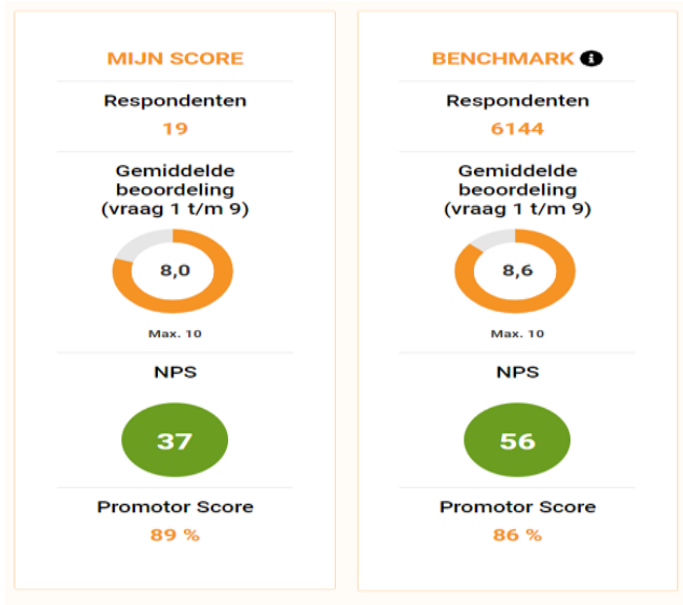 MIJN SCORE
Respondenten
19
Gemiddelde
beoordeling
(vraag 1 t/m 9)
8,0
Max. 10
NPS
37
Promotor Score
89 %
BENCHMARK i
Respondenten
6144
Gemiddelde
beoordeling
(vraag 1 t/m 9)
8,6
Max. 10
NPS
56
Promotor Score
86 %